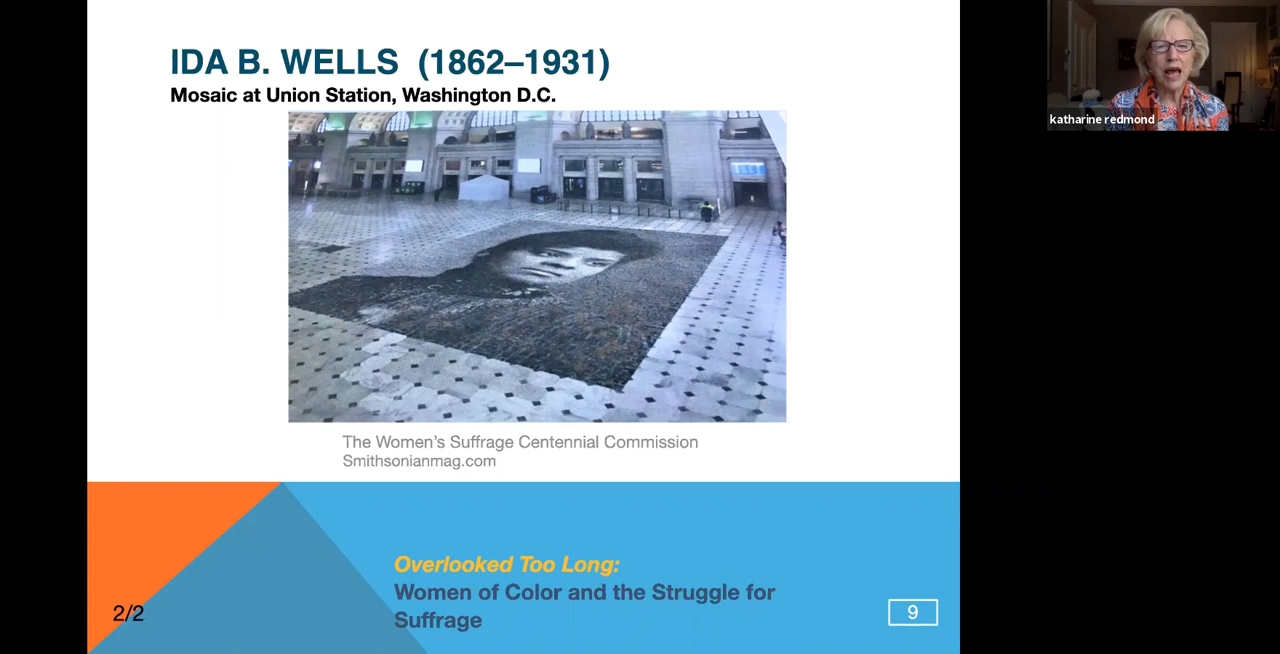 IDA B. WELLS (1862–1931)
Mosaic at Union Station, Washington D.C.
katharine redmond
The Women's Suffrage Centennial Commission
Smithsonianmag.com
Overlooked Too Long:
Women of Color and the Struggle for
Suffrage
2/2
9